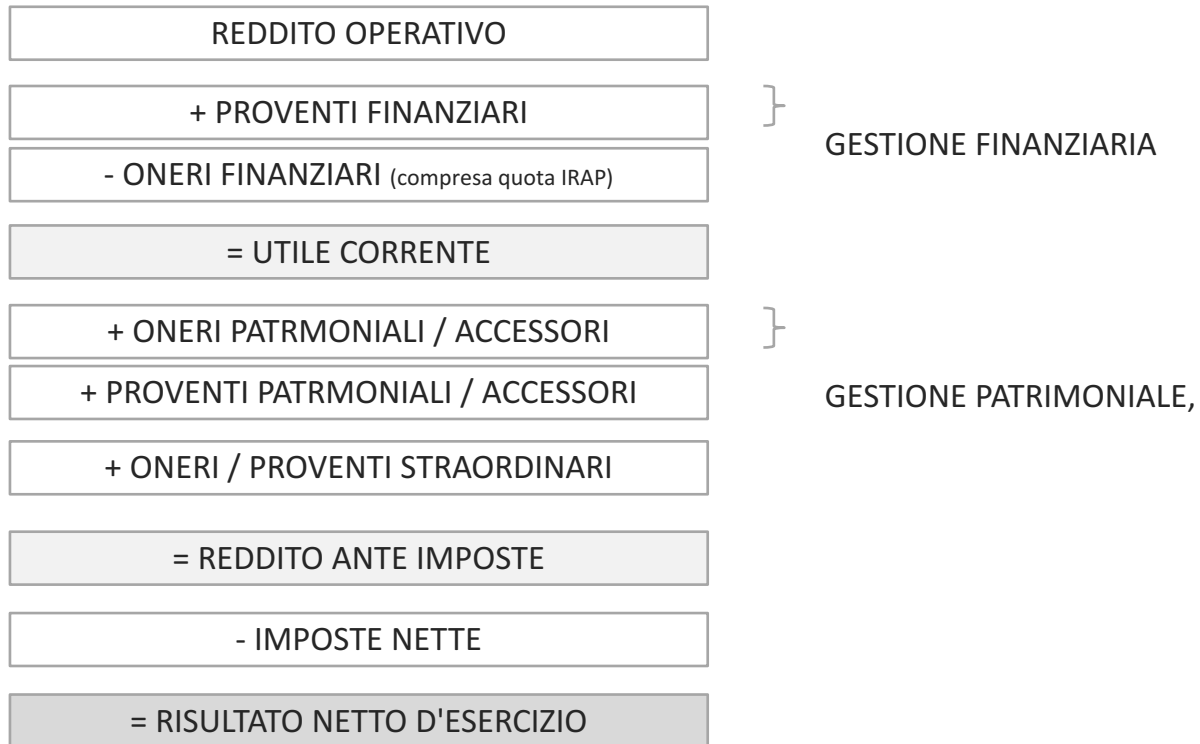 REDDITO OPERATIVO
+ PROVENTI FINANZIARI
GESTIONE FINANZIARIA
- ONERI FINANZIARI (compresa quota IRAP)
= UTILE CORRENTE
+ ONERI PATRMONIALI / ACCESSORI
+ PROVENTI PATRMONIALI / ACCESSORI
GESTIONE PATRIMONIALE,
+ ONERI / PROVENTI STRAORDINARI
= REDDITO ANTE IMPOSTE
- IMPOSTE NETTE
= RISULTATO NETTO D'ESERCIZIO